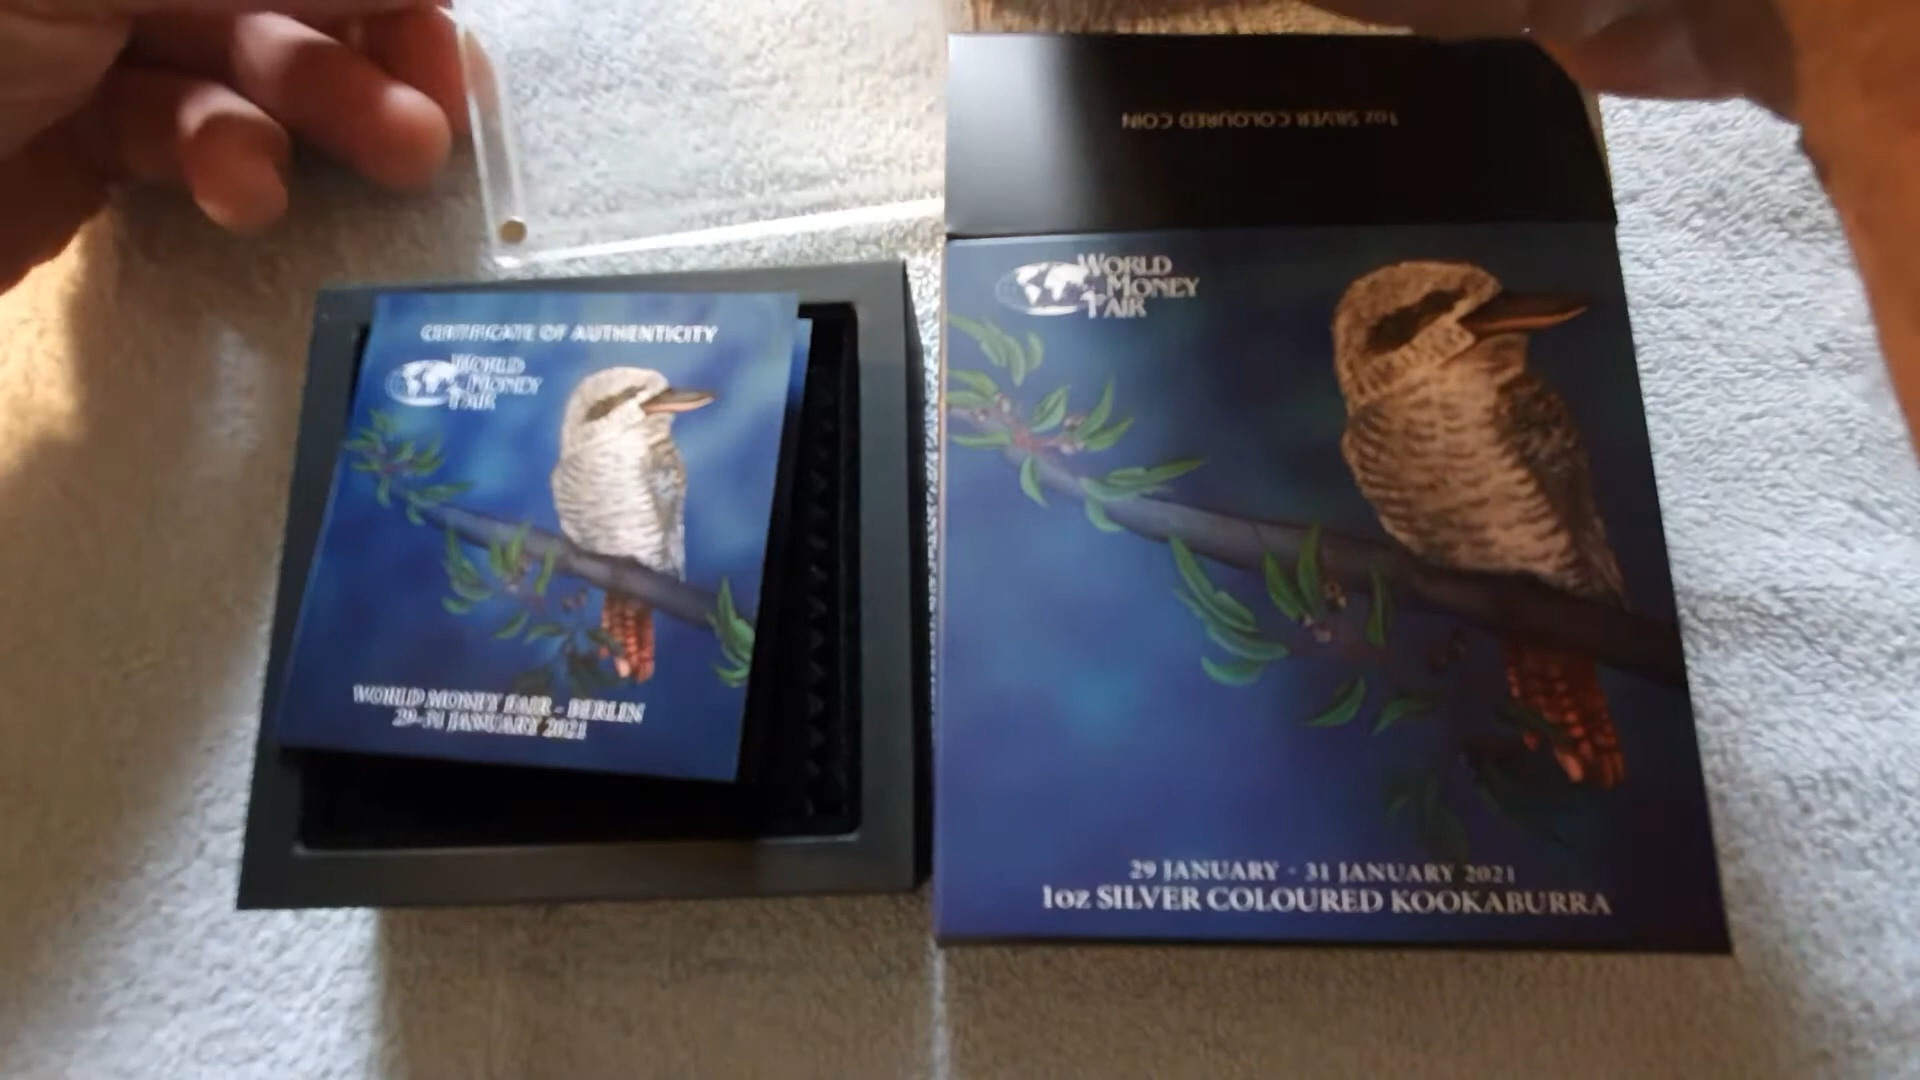 CERTIFICATE OF AUTHENTICITY
WORLD
MONEY
FAIR
WORLD MONEY FAIR - BERLIN
29-31 JANUARY 2021
1oz SILVER COLOURED COIN
WORLD
MONEY
FAIR
29 JANUARY - 31 JANUARY 2021
1oz SILVER COLOURED KOOKABURRA